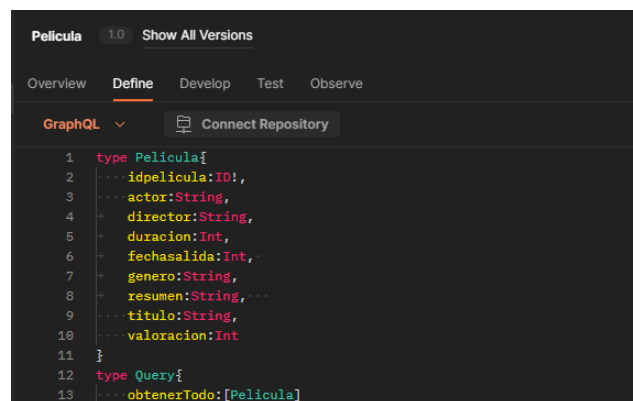 Pelicula 1.0 Show All Versions
Overview Define Develop Test Observe
GraphQL Connect Repository
1 type Pelicula{
2 ····idpelicula:ID!,
3 ····actor:String,
4 → director:String,
5 → duracion:Int,
6 → fechasalida:Int,·
7 → genero:String,
8 → resumen:String,···
9 ····titulo:String,
10 ····valoracion:Int
11 }
12 type Query{
13 ····obtenerTodo:[Pelicula]